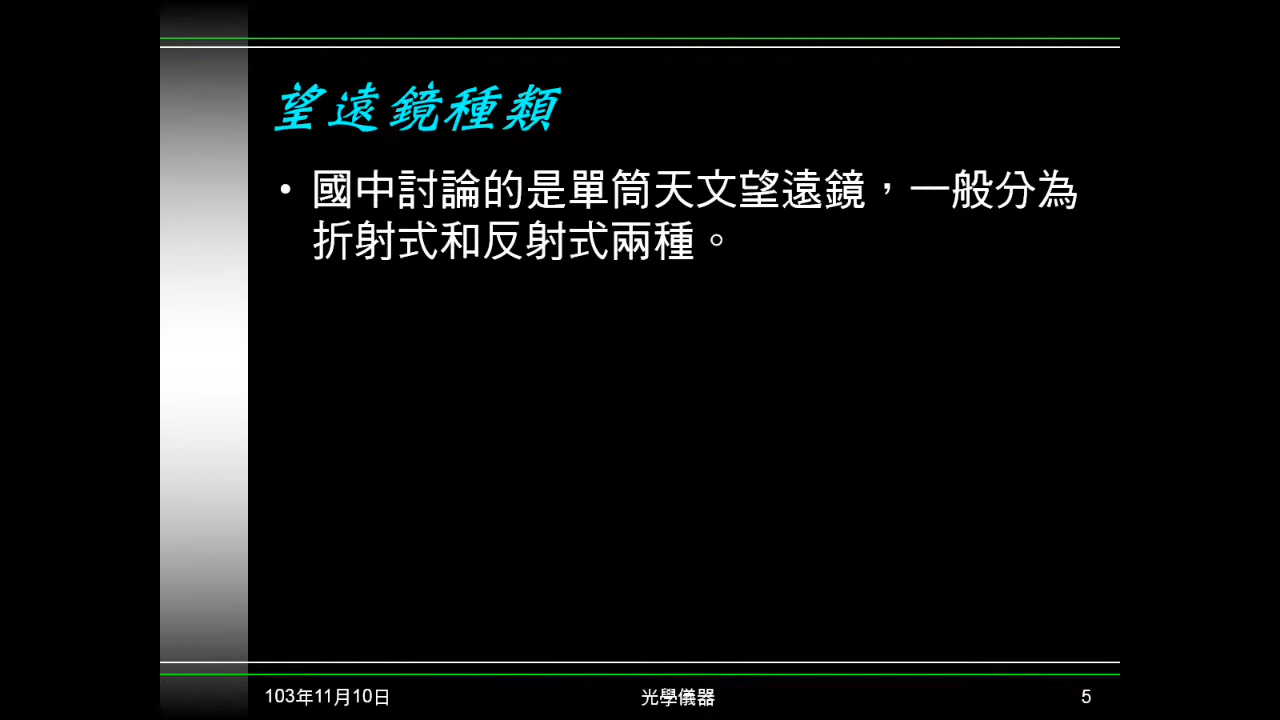 望遠鏡種類
• 國中討論的是單筒天文望遠鏡，一般分為
折射式和反射式兩種。
103年11月10日
光學儀器
5